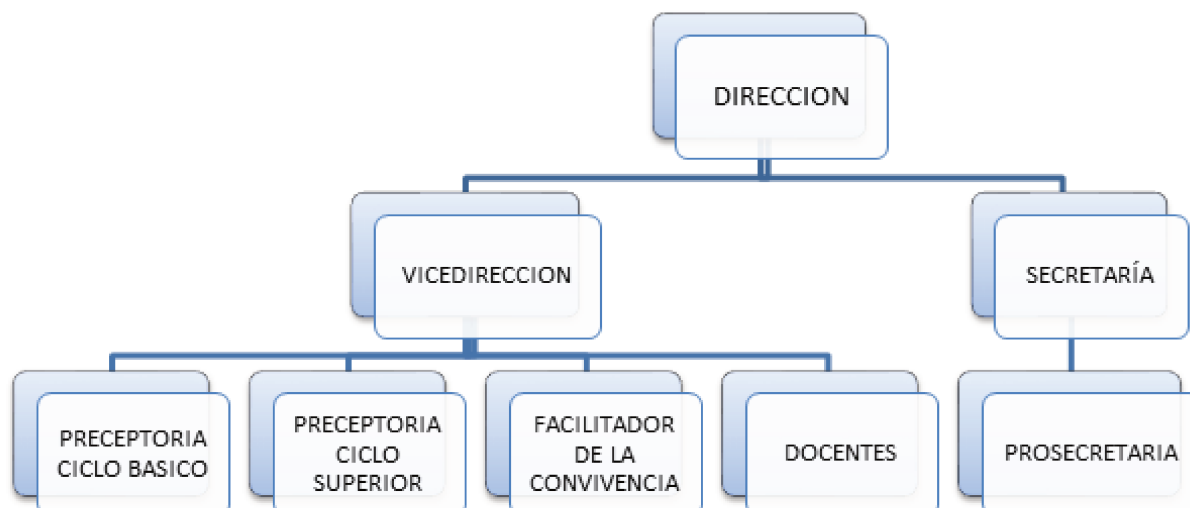 DIRECCION
VICEDIRECCION
SECRETARÍA
PRECEPTORIA
CICLO BASICO
PRECEPTORIA
CICLO
SUPERIOR
FACILITADOR
DE LA
CONVIVENCIA
DOCENTES
PROSECRETARIA